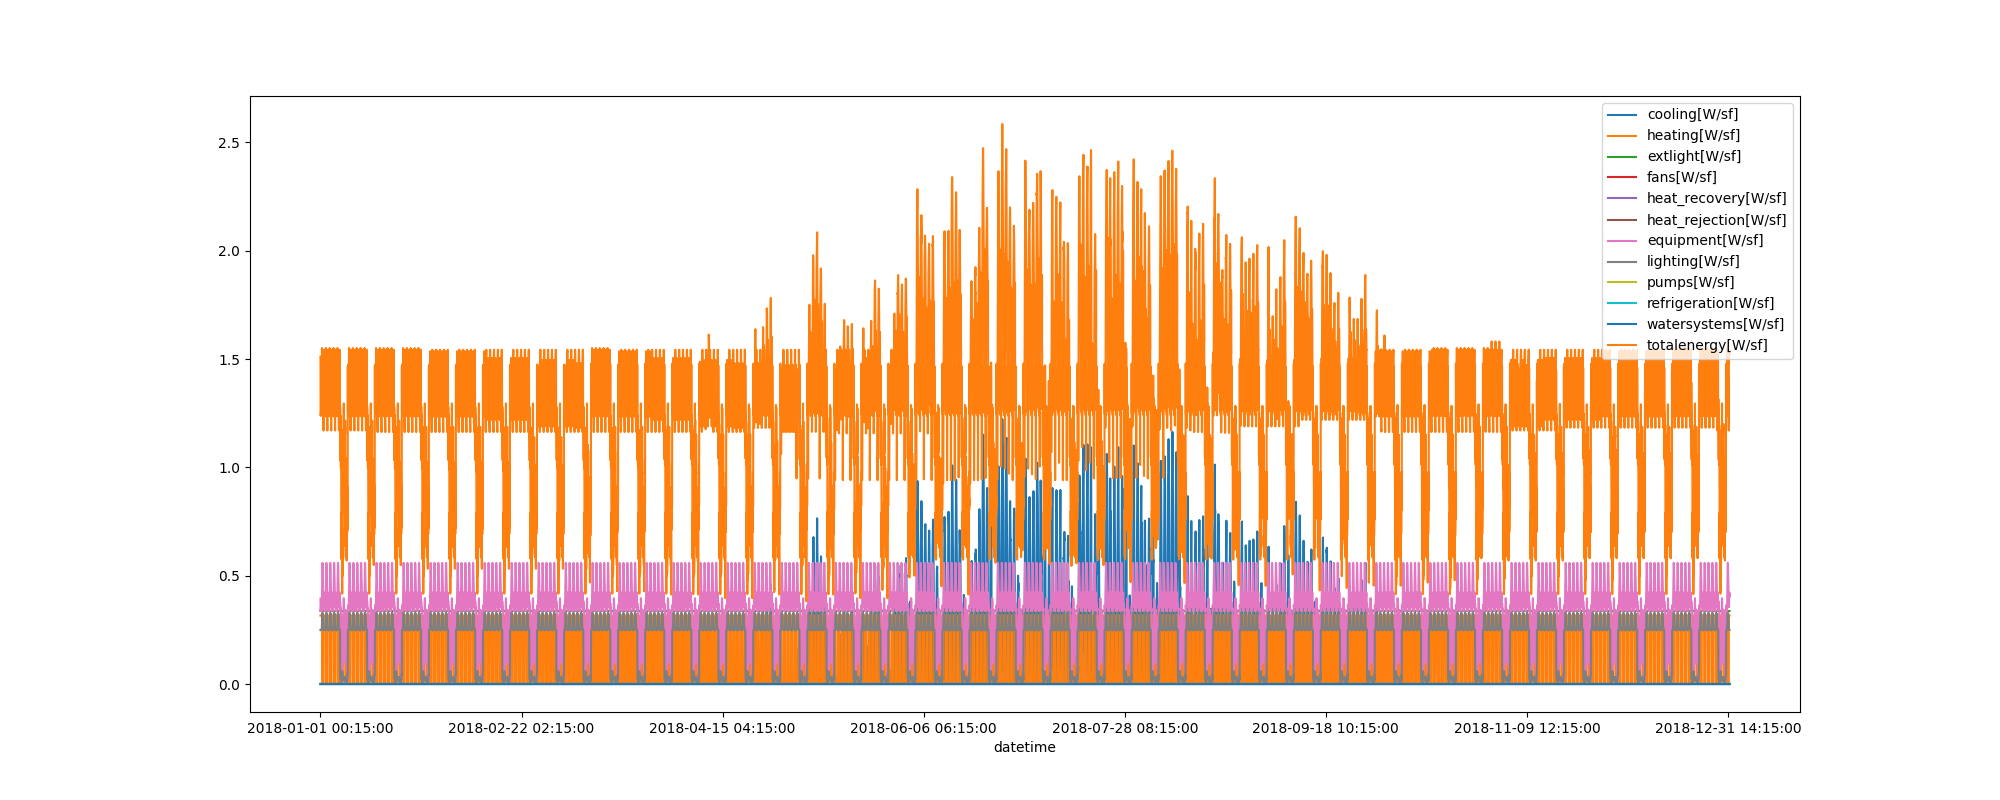 2.5
2.0
1.5
1.0
0.5
0.0
cooling[W/sf]
heating[W/sf]
extlight[W/sf]
fans[W/sf]
heat_recovery[W/sf]
heat_rejection[W/sf]
equipment[W/sf]
lighting[W/sf]
pumps[W/sf]
refrigeration[W/sf]
watersystems[W/sf]
totalenergy[W/sf]
2018-01-01 00:15:00 2018-02-22 02:15:00 2018-04-15 04:15:00 2018-06-06 06:15:00 2018-07-28 08:15:00 2018-09-18 10:15:00 2018-11-09 12:15:00 2018-12-31 14:15:00
datetime